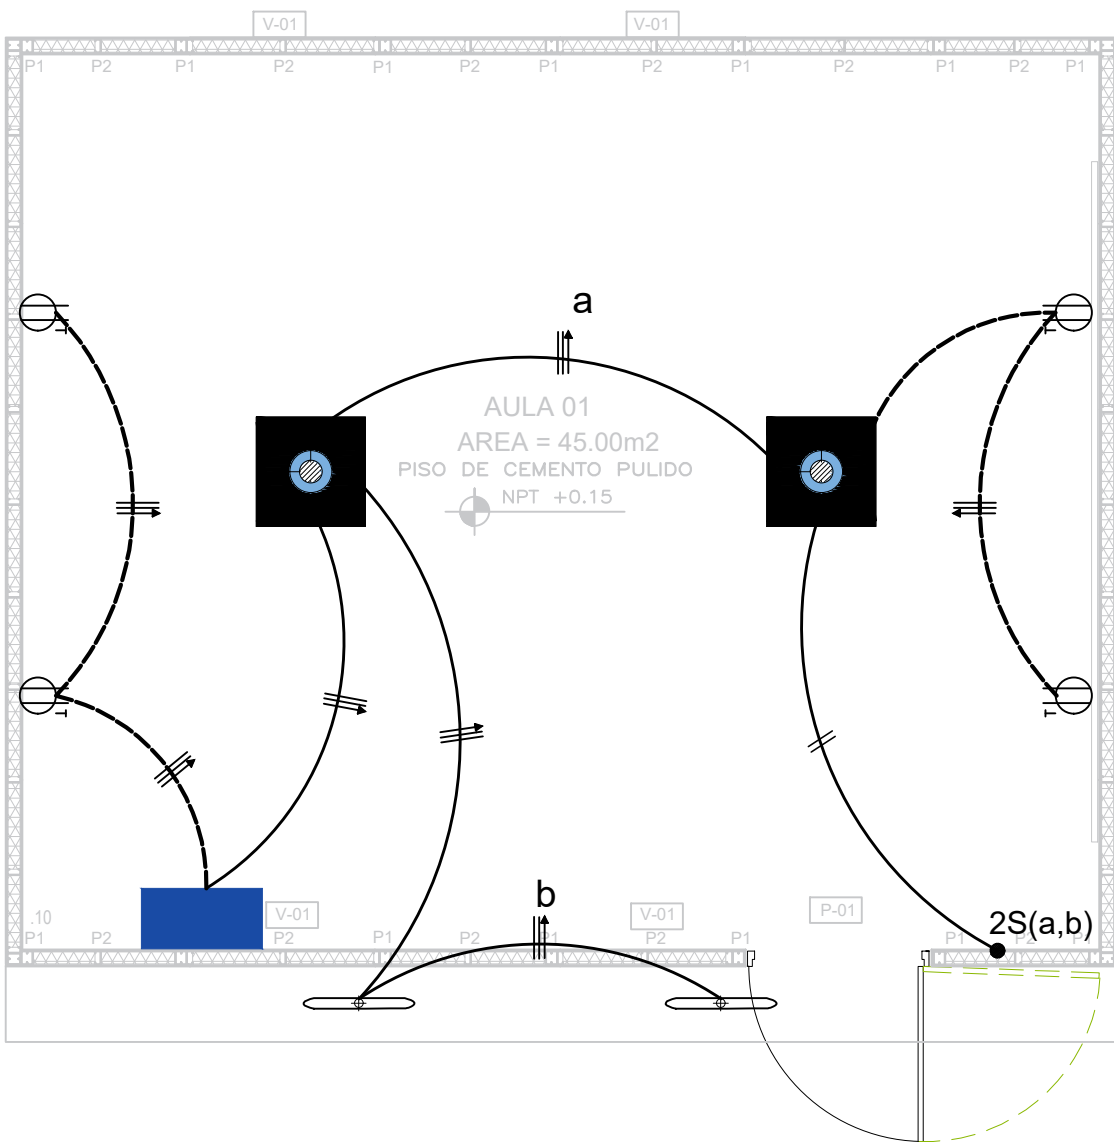 V-01 V-01
P1 P2 P1 P2 P1 P2 P1 P2 P1 P2 P1 P2 P1
a
AULA 01
AREA = 45.00m2
PISO DE CEMENTO PULIDO
NPT +0.15
T T
T T
b
.10 V-01 V-01 P-01 2S(a,b)
P1 P2 P2 P1 P2 P1 P2 P1 P1 P2 P1